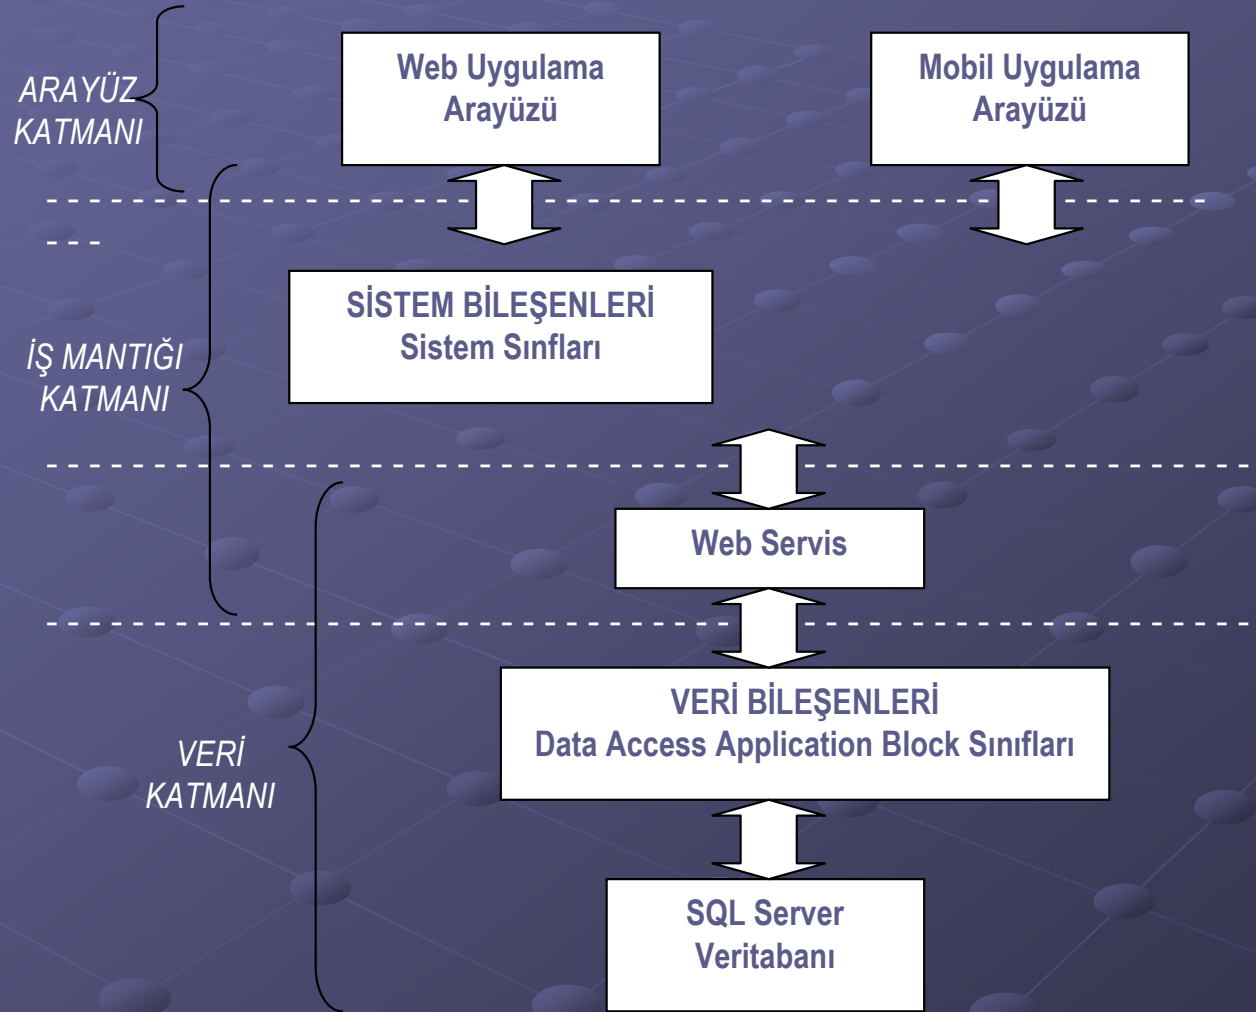 ARAYÜZ
KATMANI
Web Uygulama
Arayüzü
Mobil Uygulama
Arayüzü
İŞ MANTIĞI
KATMANI
SİSTEM BİLEŞENLERİ
Sistem Sınfları
Web Servis
VERİ
KATMANI
VERİ BİLEŞENLERİ
Data Access Application Block Sınıfları
SQL Server
Veritabanı